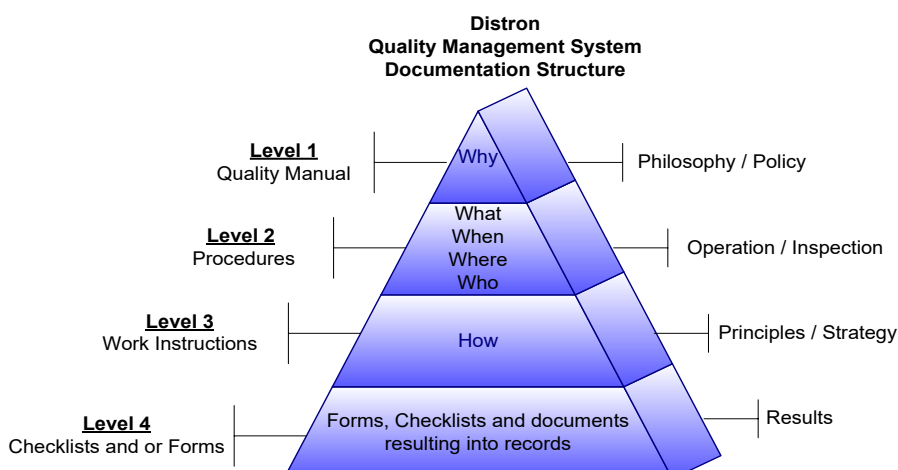 Distron
Quality Management System
Documentation Structure
Level 1
Quality Manual
Why
Philosophy / Policy
Level 2
Procedures
What
When
Where
Who
Operation / Inspection
Level 3
Work Instructions
How
Principles / Strategy
Level 4
Checklists and or Forms
Forms, Checklists and documents
resulting into records
Results